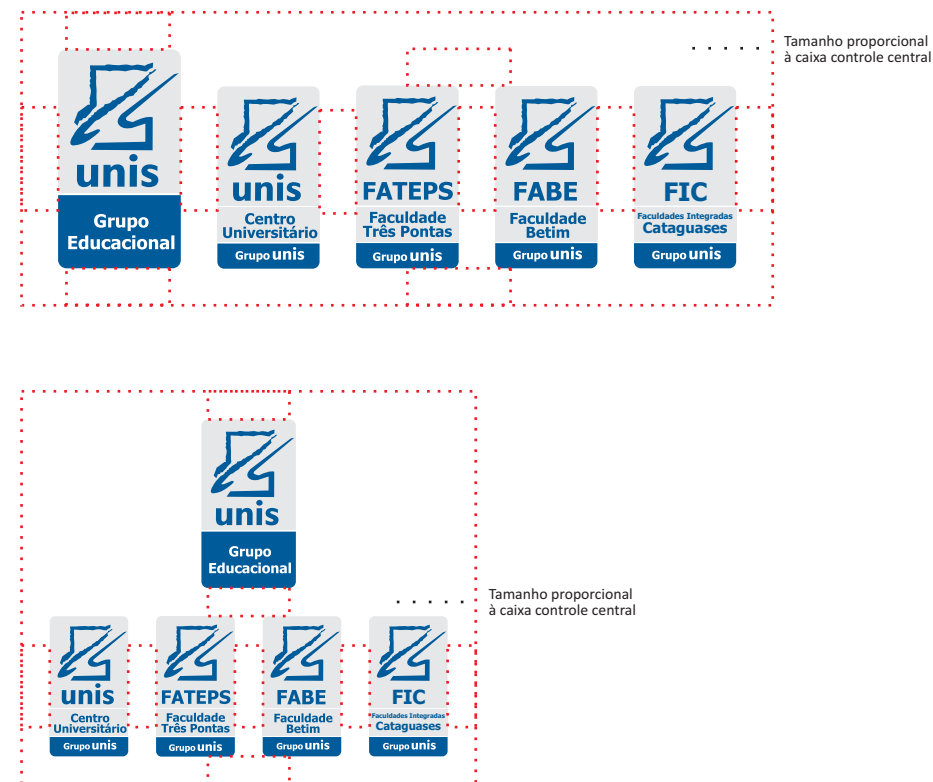 Tamanho proporcional
à caixa controle central
unis
Grupo
Educacional
unis
Centro
Universitário
Grupo unis
FATEPS
Faculdade
Três Pontas
Grupo unis
FABE
Faculdade
Betim
Grupo unis
FIC
Faculdades Integradas
Cataguases
Grupo unis
unis
Grupo
Educacional
Tamanho proporcional
à caixa controle central
unis
Centro
Universitário
Grupo unis
FATEPS
Faculdade
Três Pontas
Grupo unis
FABE
Faculdade
Betim
Grupo unis
FIC
Faculdades Integradas
Cataguases
Grupo unis